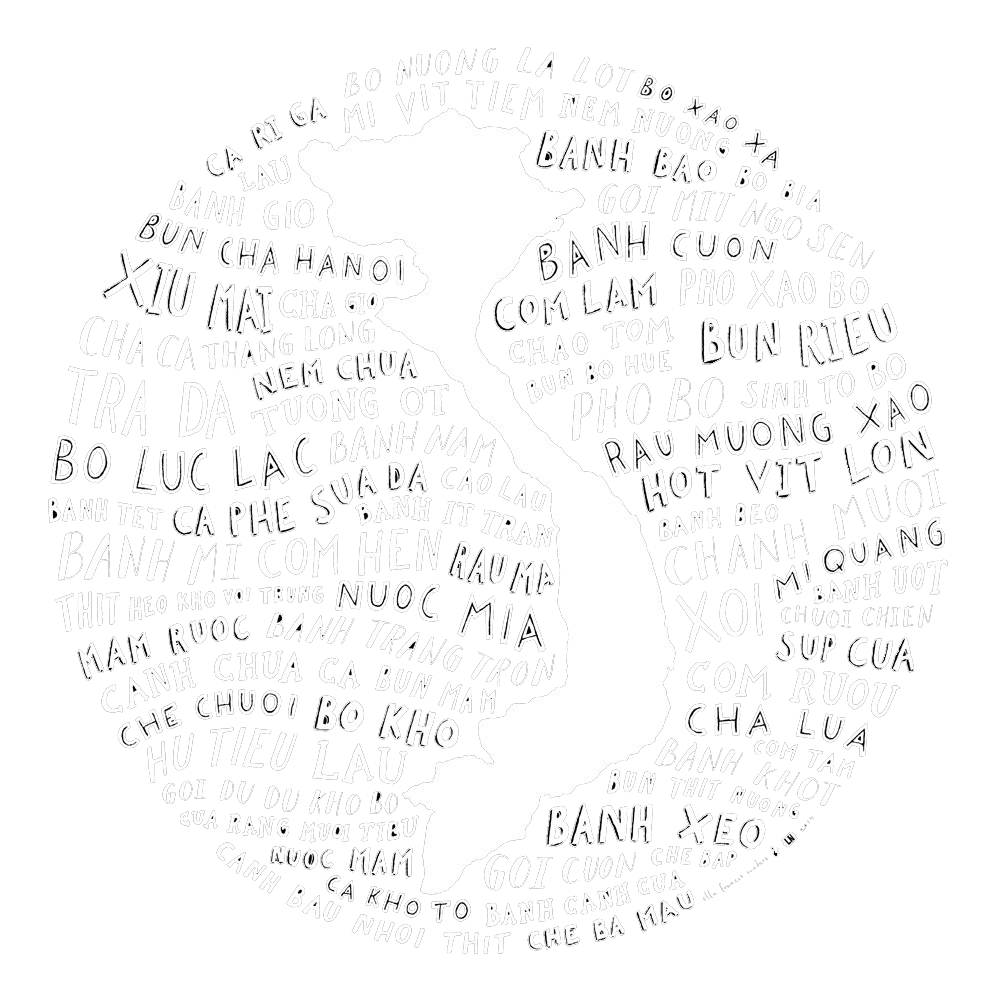 BO NUONG LA LOT BO XAO XA
CA RI GA MI VIT TIEM NEM NUONG
LAU BANH BAO BO BIA
BANH GIO GOI MIT NGO SEN
BUN CHA HANOI BANH CUON
XIU MAI CHA GIO COM LAM PHO XAO BO
CHA CA THANG LONG CHAO TOM BUN RIEU
NEM CHUA BUN BO HUE
TRA DA TUONG OT PHO BO SINH TO BO
BO LUC LAC BANH NAM RAU MUONG XAO
CA PHE SUA DA CAO LAU HOT VIT LON
BANH TET BANH IT TRAN BANH BEO
BANH MI COM HEN CHANH MUOI
RAU MA MI QUANG
THIT HEO KHO VOI TRUNG NUOC MIA XOI BANH UOT
CHUOI CHIEN
MAM RUOC BANH TRANG TRON SUP CUA
CANH CHUA CA BUN MAM COM RUOU
CHE CHUOI BO KHO CHA LUA
HU TIEU LAU BANH KHOT COM TAM
GOI DU DU KHO BO BUN THIT NUONG
CUA RANG MUOI TIEU BANH XEO
NUOC MAM GOI CUON CHE BAP
CANH BAU NHOI THIT
CA KHO TO BANH CANH CUA
CHE BA MAU